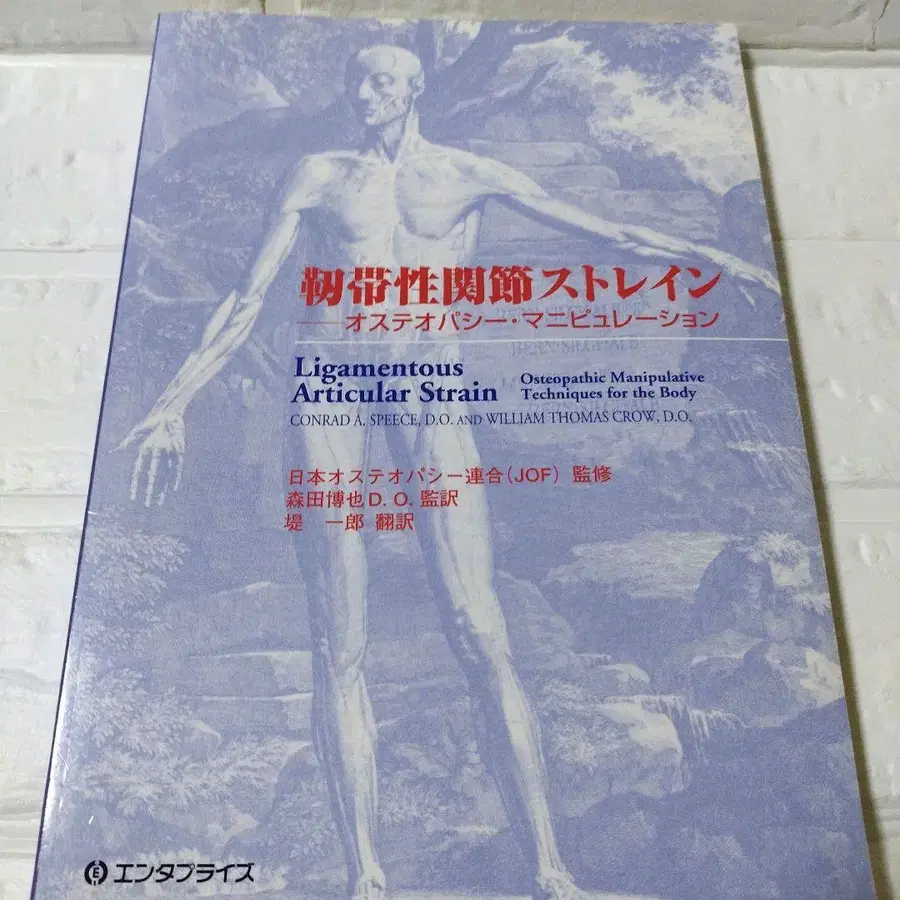 靭帯性関節ストレイン
——オステオパシー・マニピュレーション
Ligamentous
Articular Strain
Osteopathic Manipulative
Techniques for the Body
CONRAD A. SPEECE, D.O. AND WILLIAM THOMAS CROW, D.O.
日本オステオパシー連合(JOF) 監修
森田博也D. O. 監訳
堤 一郎 翻訳
エンタプライズ